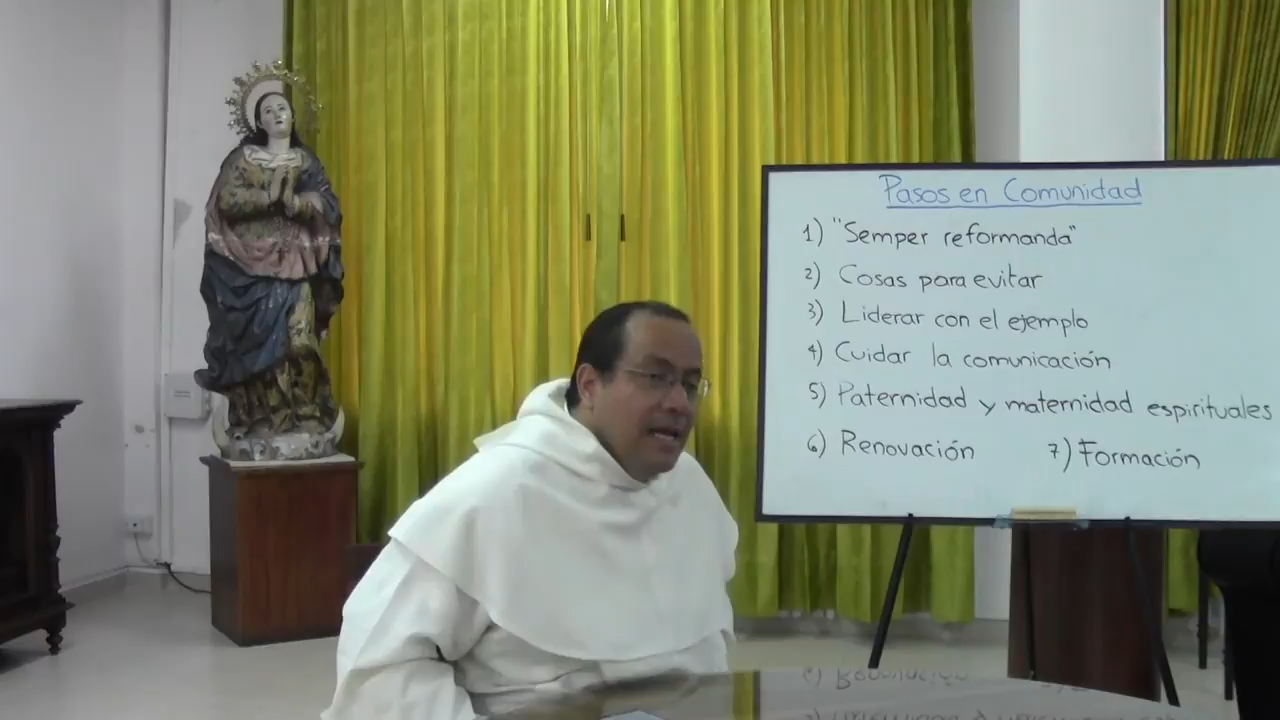 Pasos en Comunidad
1) "Semper reformanda"
2) Cosas para evitar
3) Liderar con el ejemplo
4) Cuidar la comunicación
5) Paternidad y maternidad espirituales
6) Renovación 7) Formación